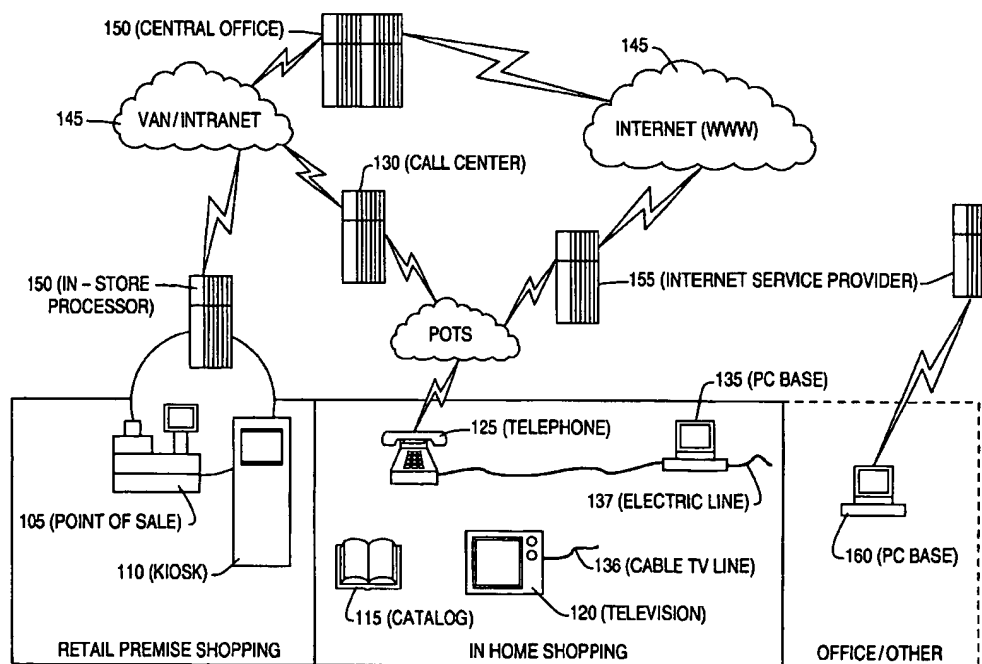 150 (CENTRAL OFFICE)
145
145
VAN/INTRANET
INTERNET (WWW)
130 (CALL CENTER)
150 (IN-STORE
PROCESSOR)
155 (INTERNET SERVICE PROVIDER)
POTS
135 (PC BASE)
125 (TELEPHONE)
137 (ELECTRIC LINE)
105 (POINT OF SALE)
160 (PC BASE)
136 (CABLE TV LINE)
110 (KIOSK)
115 (CATALOG)
120 (TELEVISION)
RETAIL PREMISE SHOPPING
IN HOME SHOPPING
OFFICE/OTHER